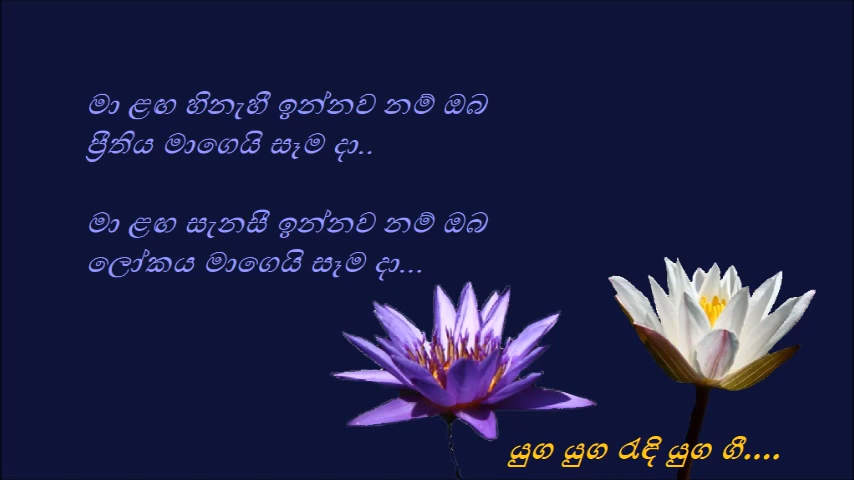 මා ළඟ හිනැහී ඉන්නව නම් ඔබ
ප්‍රීතිය මාගෙයි සෑම දා..
මා ළඟ සැනසී ඉන්නව නම් ඔබ
ලෝකය මාගෙයි සෑම දා...
යුග යුග රැඳි යුග ගී....